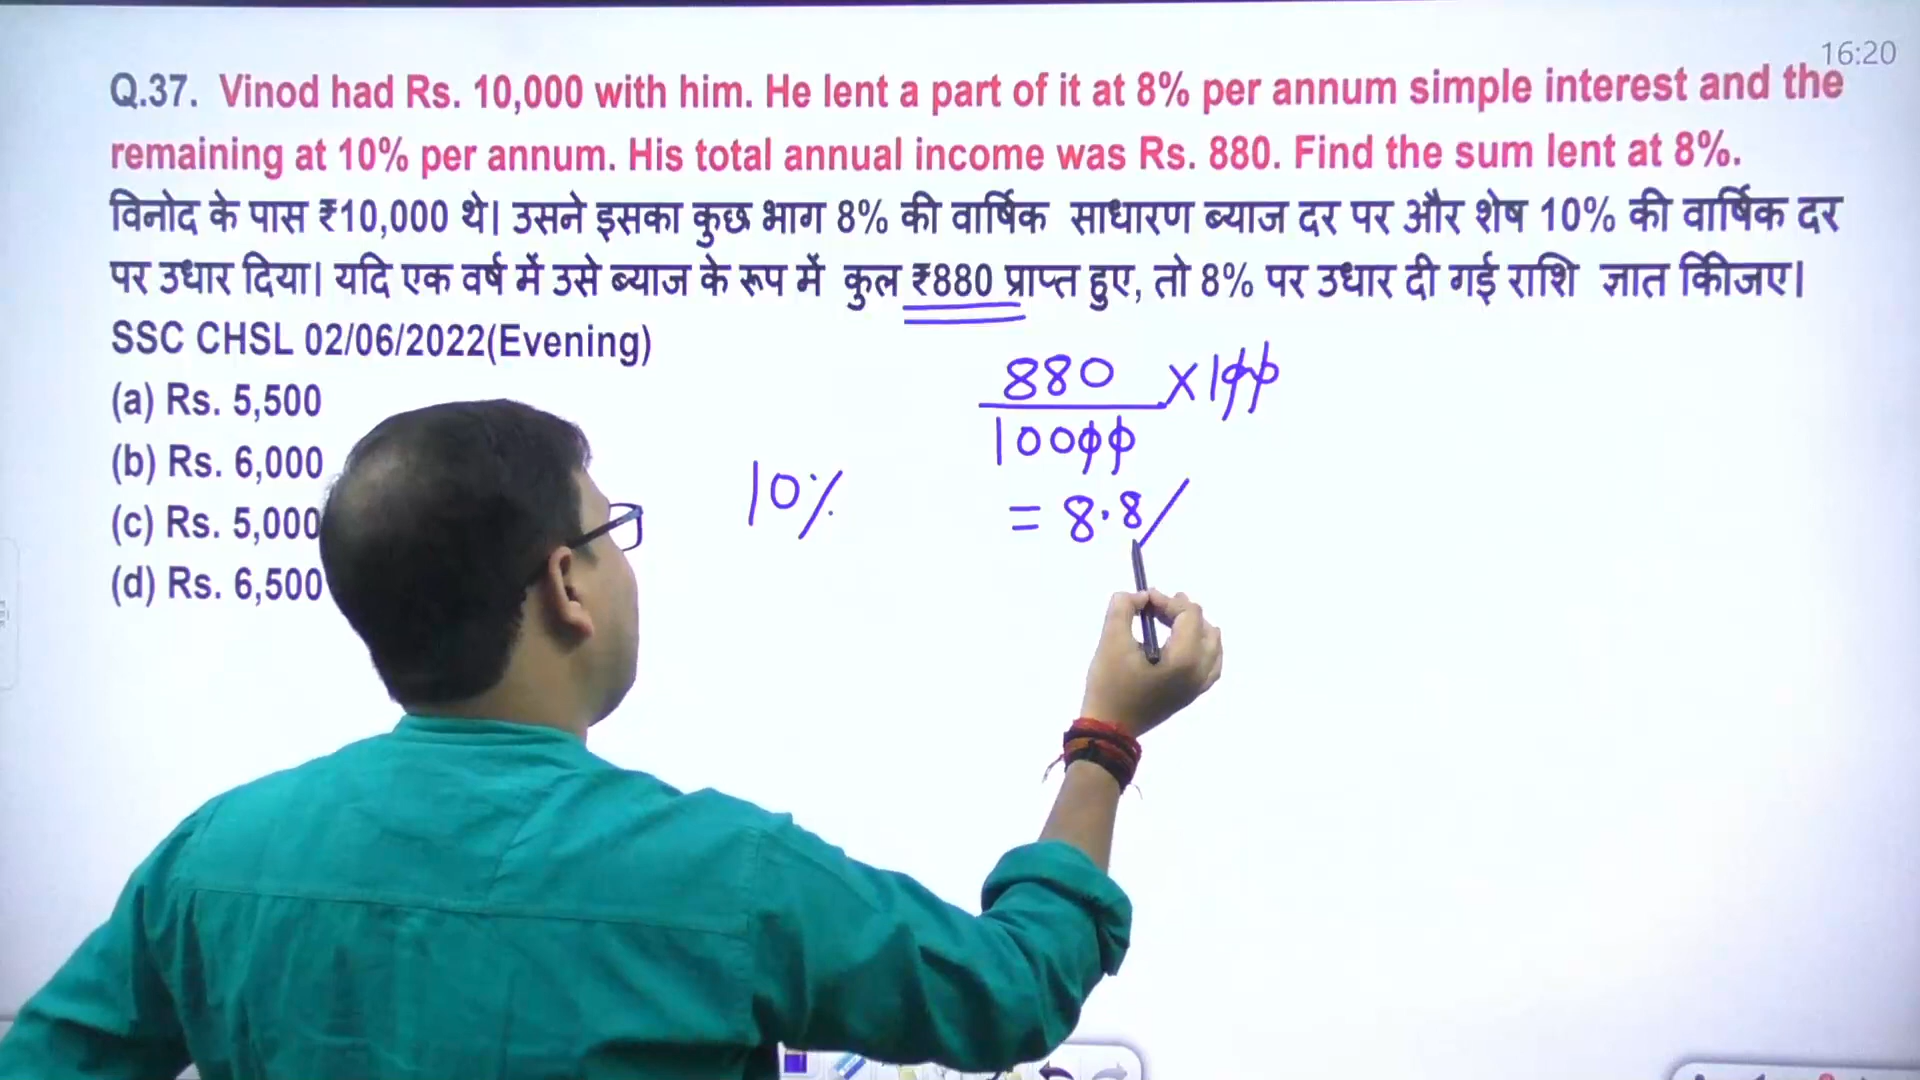 16:20
Q.37. Vinod had Rs. 10,000 with him. He lent a part of it at 8% per annum simple interest and the
remaining at 10% per annum. His total annual income was Rs. 880. Find the sum lent at 8%.
विनोद के पास ₹10,000 थे। उसने इसका कुछ भाग 8% की वार्षिक साधारण ब्याज दर पर और शेष 10% की वार्षिक दर
पर उधार दिया। यदि एक वर्ष में उसे ब्याज के रूप में कुल ₹880 प्राप्त हुए, तो 8% पर उधार दी गई राशि ज्ञात किीजए।
SSC CHSL 02/06/2022(Evening)
(a) Rs. 5,500
(b) Rs. 6,000
(c) Rs. 5,000
(d) Rs. 6,500
880 × 100
10000
10%
= 8.8/